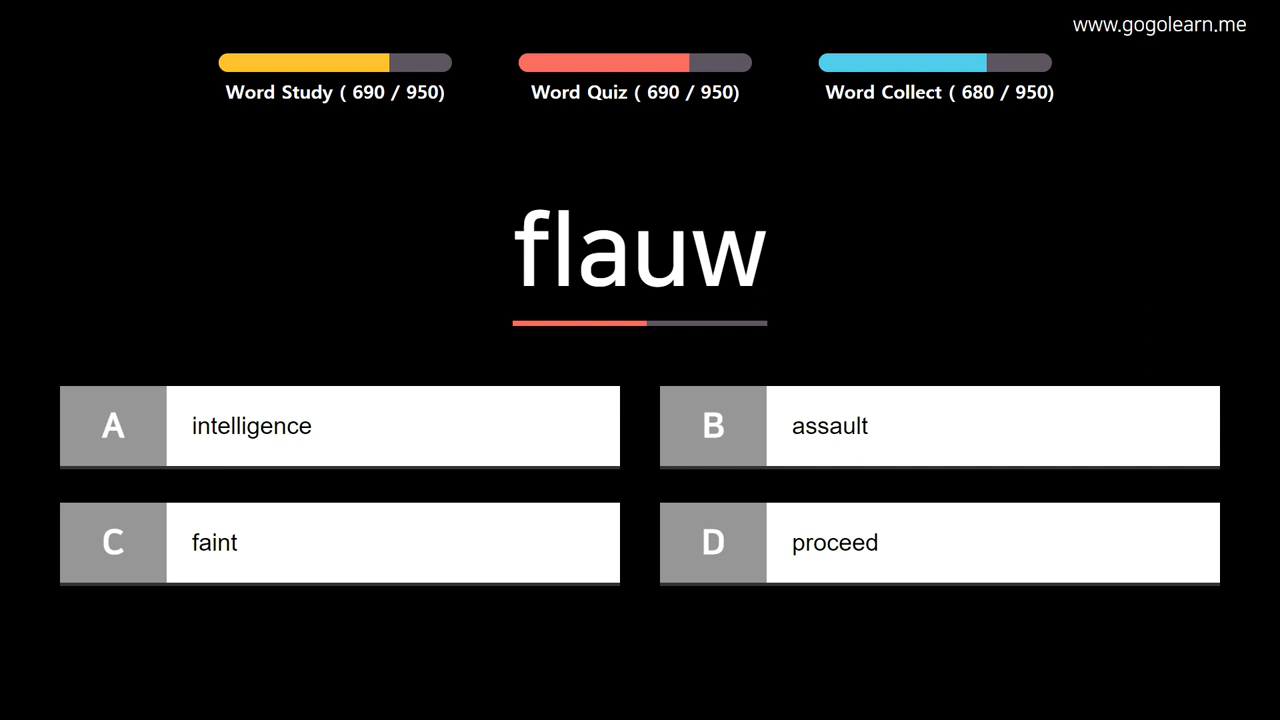 www.gogolearn.me
Word Study ( 690 / 950)
Word Quiz ( 690 / 950)
Word Collect ( 680 / 950)
flauw
A intelligence
B assault
C faint
D proceed